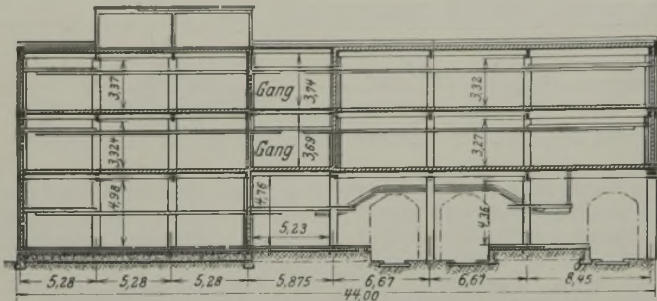 3,37 Gang 3,74 3,32
3,324 Gang 3,69 3,27
4,98 4,76 4,36
5,23
5,28 5,28 5,28 5,875 6,67 6,67 8,45
44,00